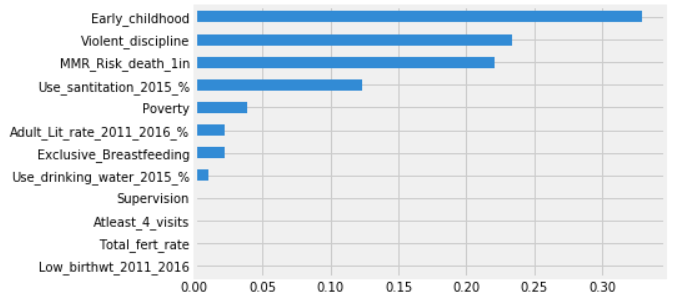 Early_childhood
Violent_discipline
MMR_Risk_death_1in
Use_santitation_2015_%
Poverty
Adult_Lit_rate_2011_2016_%
Exclusive_Breastfeeding
Use_drinking_water_2015_%
Supervision
Atleast_4_visits
Total_fert_rate
Low_birthwt_2011_2016
0.00 0.05 0.10 0.15 0.20 0.25 0.30